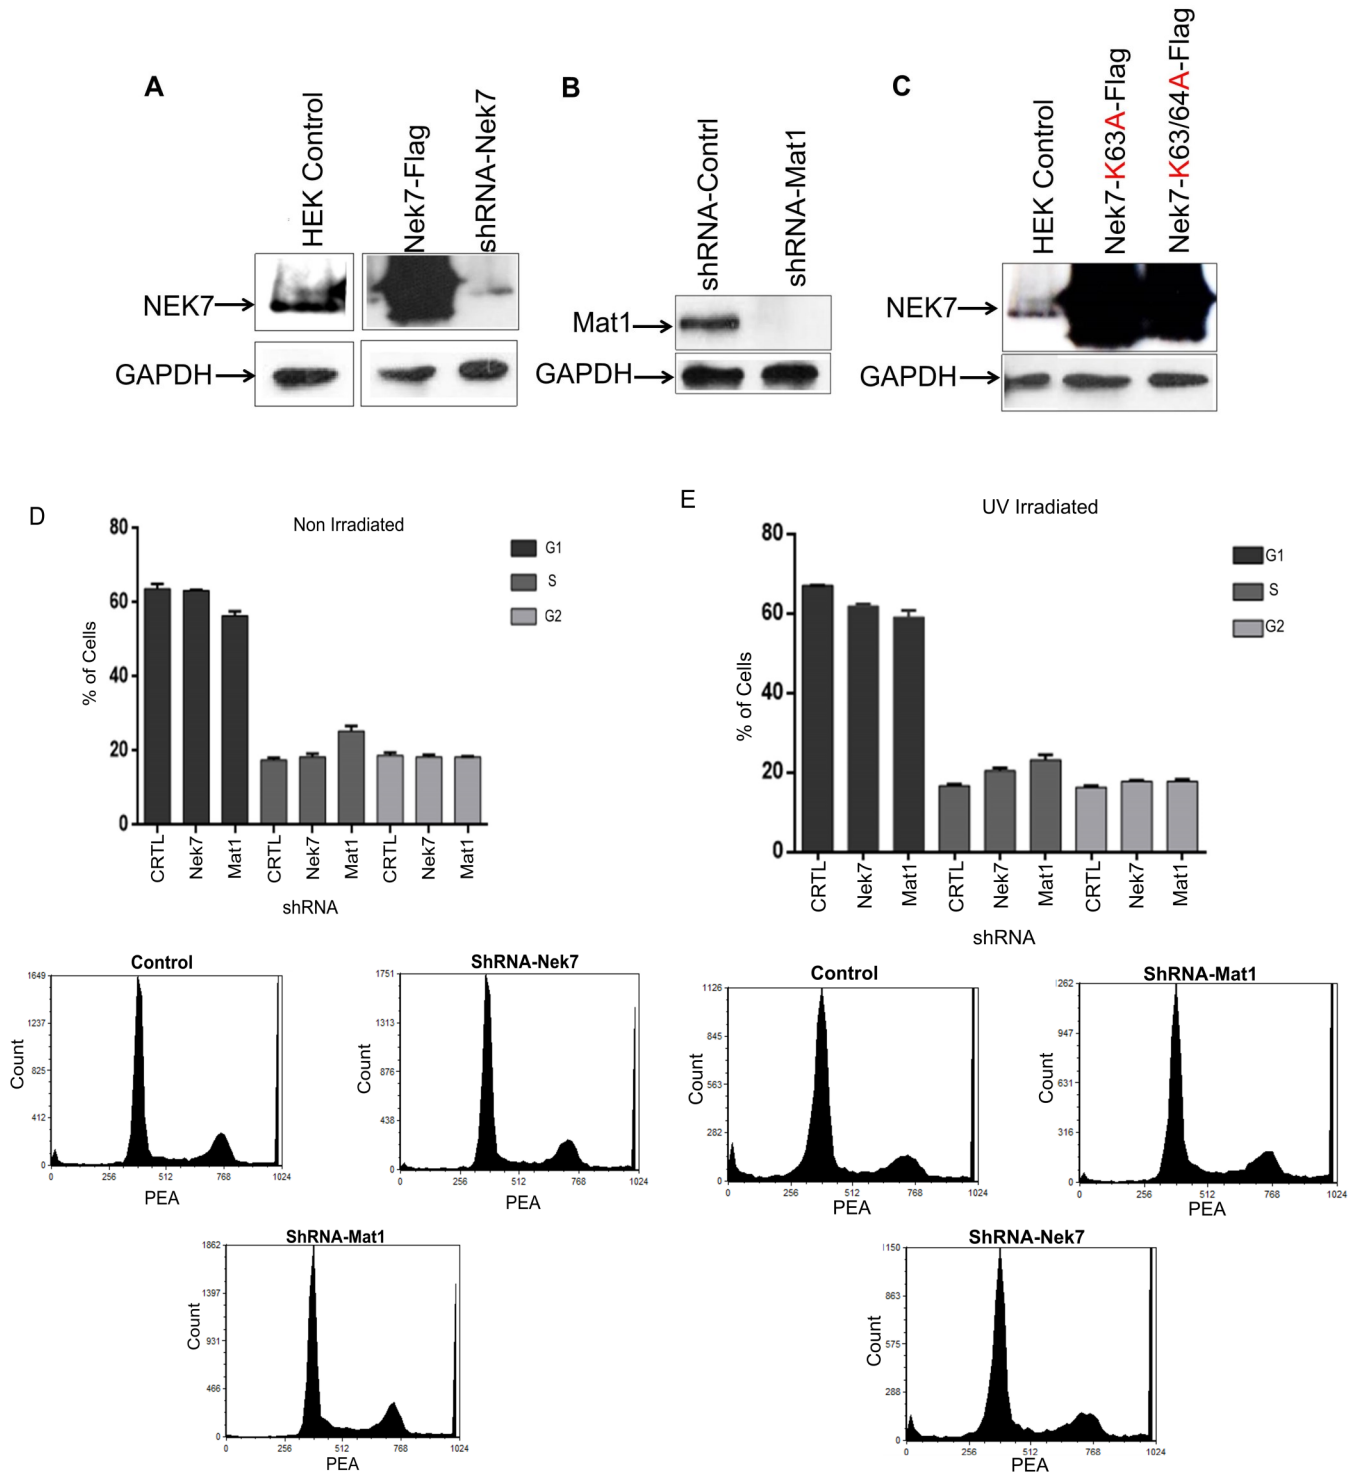 A
HEK Control
Nek7-Flag
shRNA-Nek7
NEK7
GAPDH
B
shRNA-Contrl
shRNA-Mat1
Mat1
GAPDH
C
HEK Control
Nek7-K63A-Flag
Nek7-K63/64A-Flag
NEK7
GAPDH
D
Non Irradiated
% of Cells
80
60
40
20
0
G1
S
G2
CRTL
Nek7
Mat1
CRTL
Nek7
Mat1
CRTL
Nek7
Mat1
shRNA
E
UV Irradiated
% of Cells
80
60
40
20
0
G1
S
G2
CRTL
Nek7
Mat1
CRTL
Nek7
Mat1
CRTL
Nek7
Mat1
shRNA
Control
Count
1649
1237
825
412
0
0 256 512 768 1024
PEA
ShRNA-Nek7
Count
1751
1313
876
438
0
0 256 512 768 1024
PEA
ShRNA-Mat1
Count
1862
1397
931
466
0
0 256 512 768 1024
PEA
Control
Count
1126
845
563
282
0
0 256 512 768 1024
PEA
ShRNA-Mat1
Count
1262
947
631
316
0
0 256 512 768 1024
PEA
ShRNA-Nek7
Count
1150
863
575
288
0
0 256 512 768 1024
PEA